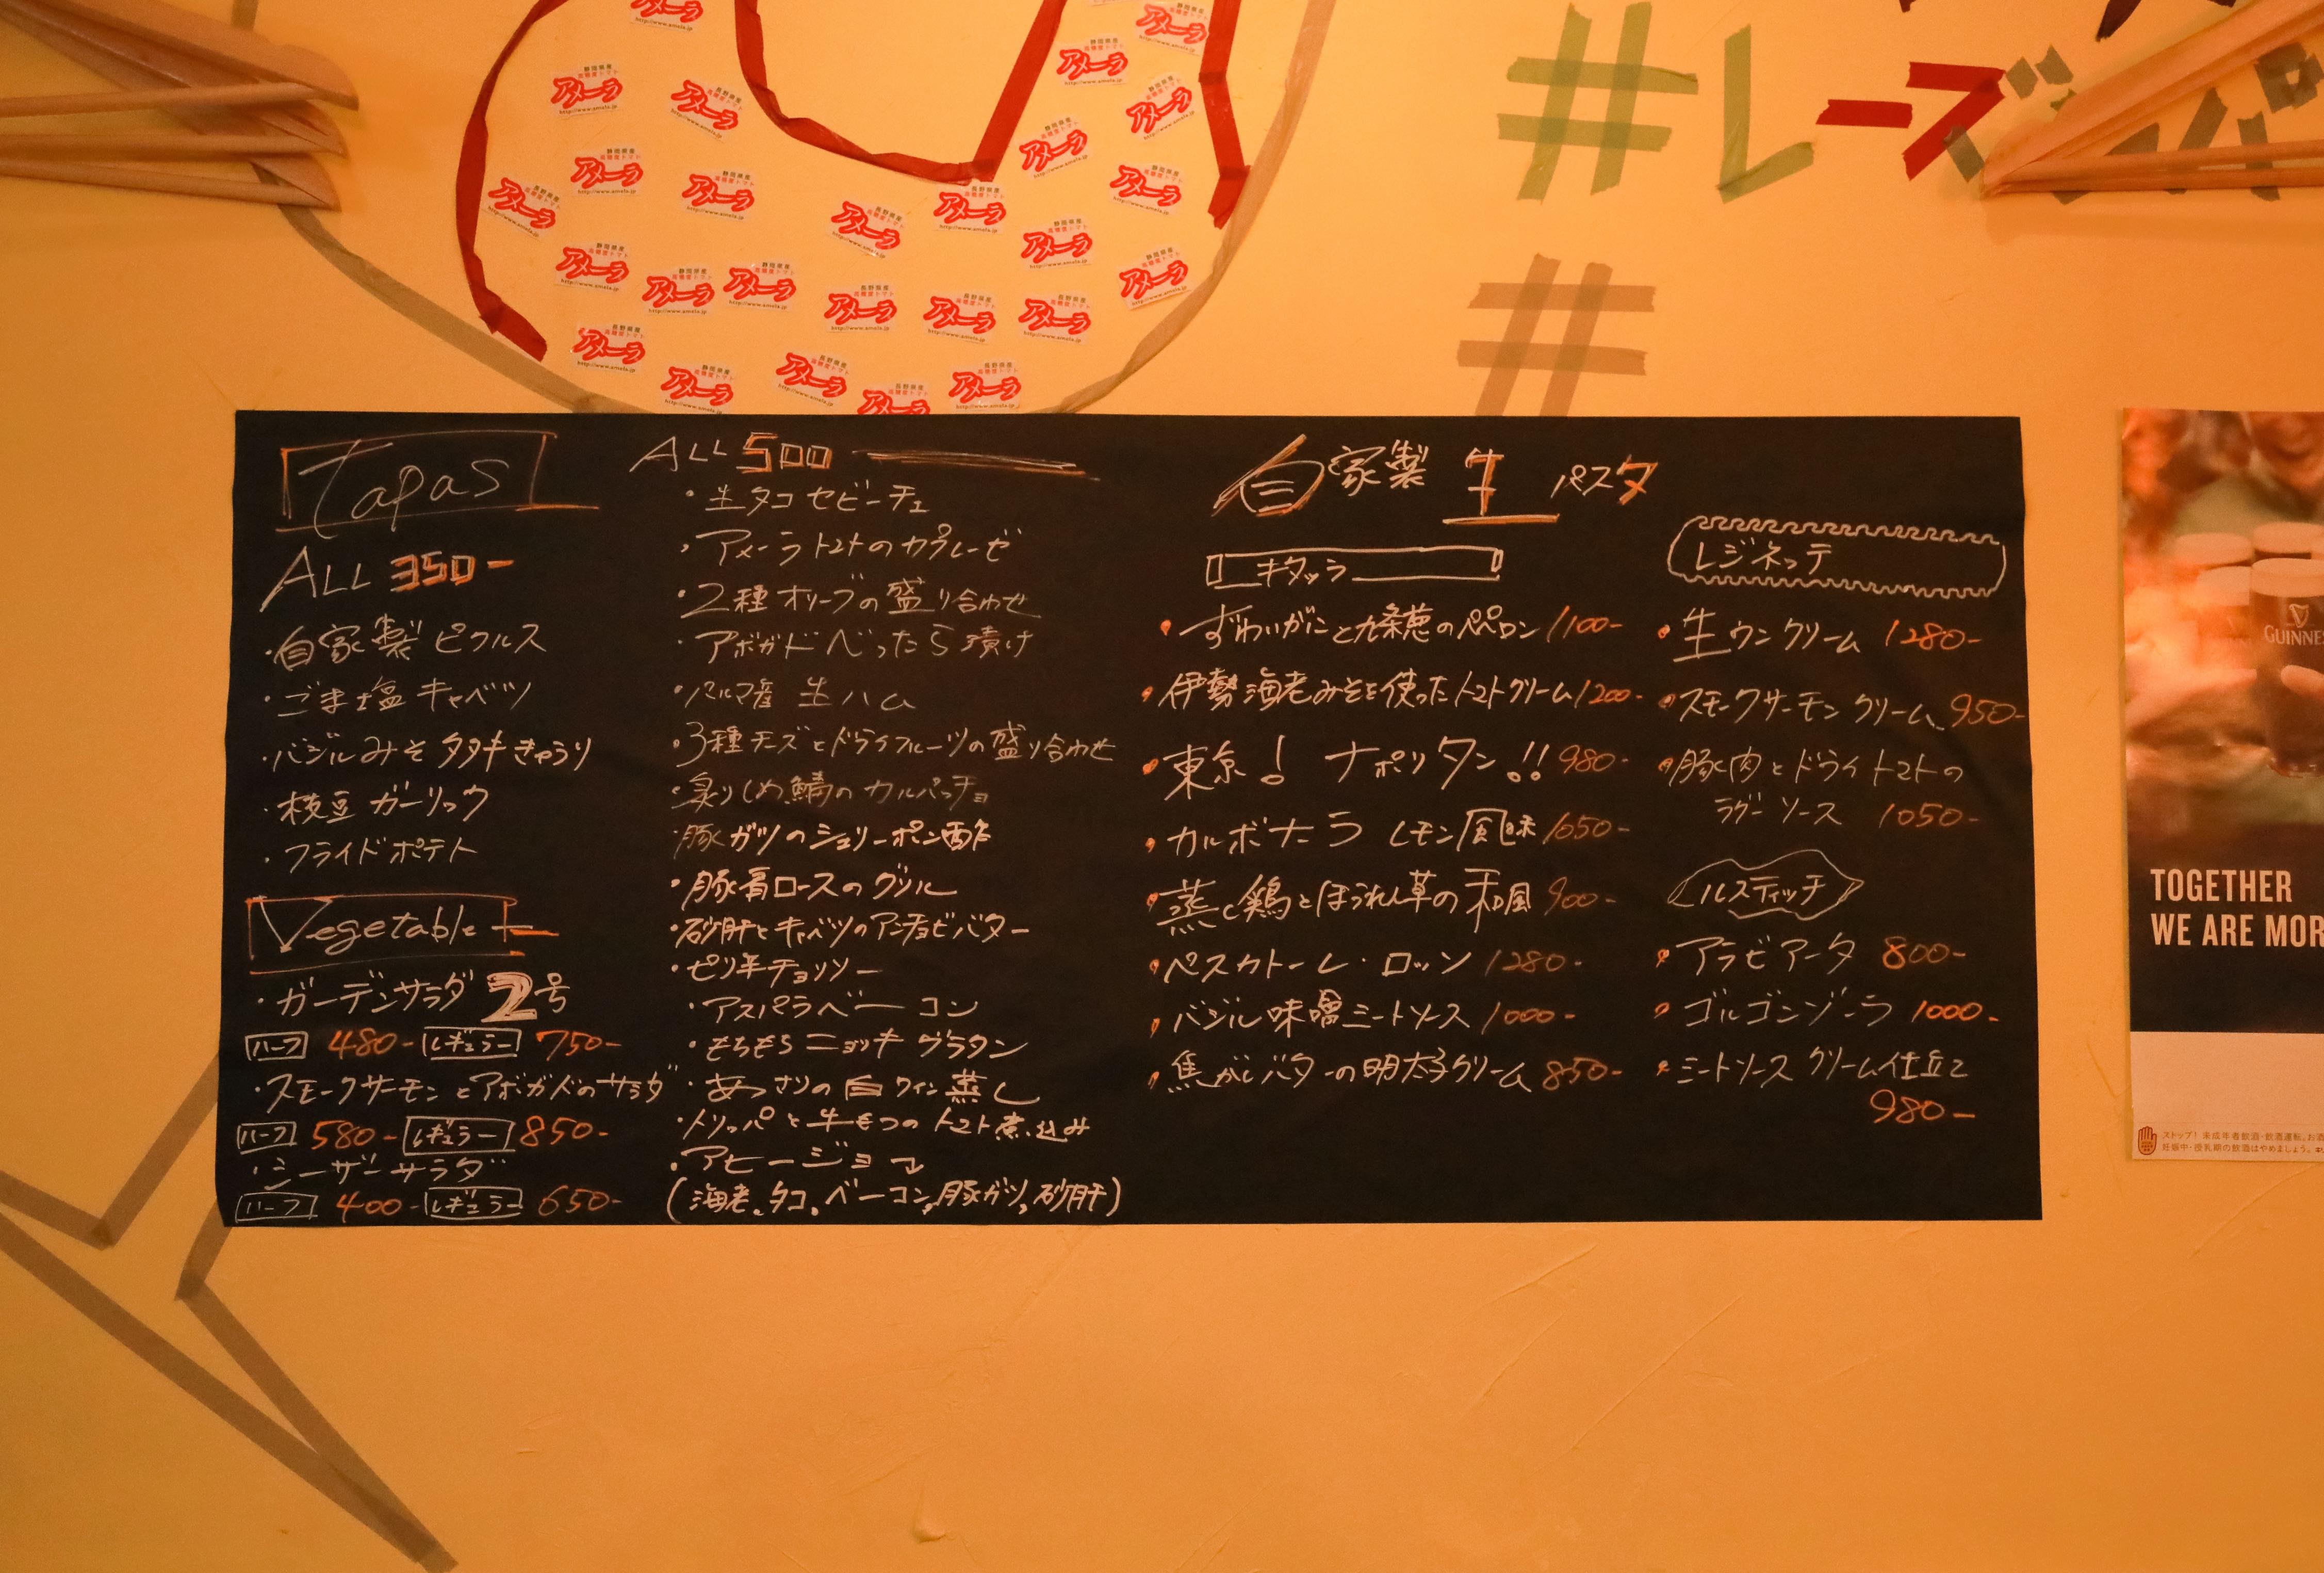 アメーラ
#レーズ
#
Tapas
ALL 350-
・自家製ピクルス
・ごま塩キャベツ
・バジルみそタタキきゅうり
・枝豆ガーリック
・フライドポテト
Vegetable
・ガーデンサラダ 2号
ハーフ 480- レギュラー 750-
・スモークサーモンとアボガドのサラダ
ハーフ 580- レギュラー 850-
・シーザーサラダ
ハーフ 400- レギュラー 650-
ALL 500
・生タコセビーチェ
・アメーラトマトのカプレーゼ
・2種オリーブの盛り合わせ
・アボガドべったら漬け
・パルマ産 生ハム
・3種チーズとドライフルーツの盛り合わせ
・炙りしめ鯖のカルパッチョ
・豚ガツのシェリーポン酢
・豚肩ロースのグリル
・砂肝とキャベツのアンチョビバター
・ピリ辛チョリソー
・アスパラベーコン
・もちもちニョッキグラタン
・あっさりの白ワイン蒸し
・トリッパと牛もつのトマト煮込み
・アヒージョ
(海老、タコ、ベーコン、豚ガツ、砂肝)
自家製 生 パスタ
キタッラ
・ずわいがにと九条葱のペペロン 1100-
・伊勢海老みそを使ったトマトクリーム 1200-
・東京! ナポリタン!! 980-
・カルボナーラ レモン風味 1050-
・蒸し鶏とほうれん草の和風 900-
・ペスカトーレ・ロッソ 1280-
・バジル味噌ミートソース 1000-
・焦がしバターの明太子クリーム 850-
レジネッテ
・生ウニクリーム 1280-
・スモークサーモンクリーム 950-
・豚肉とドライトマトの
ラグーソース 1050-
ルスティッチ
・アラビアータ 800-
・ゴルゴンゾーラ 1000-
・ミートソースクリーム仕立て
980-
GUINNE
TOGETHER
WE ARE MOR
ストップ! 未成年者飲酒・飲酒運転。お酒
妊娠中・授乳期の飲酒はやめましょう。